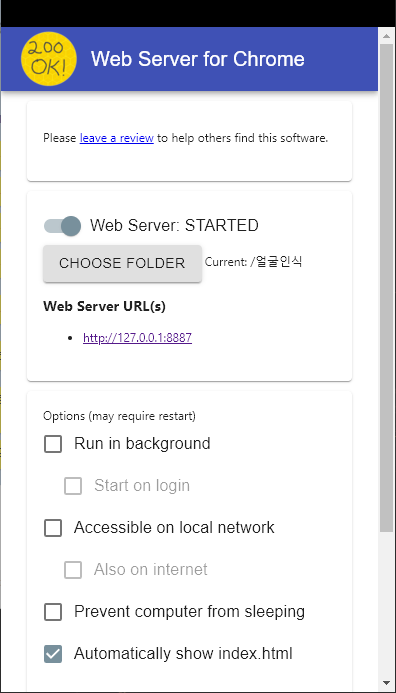 200
OK!
Web Server for Chrome
Please leave a review to help others find this software.
Web Server: STARTED
CHOOSE FOLDER Current: /얼굴인식
Web Server URL(s)
http://127.0.0.1:8887
Options (may require restart)
Run in background
Start on login
Accessible on local network
Also on internet
Prevent computer from sleeping
Automatically show index.html